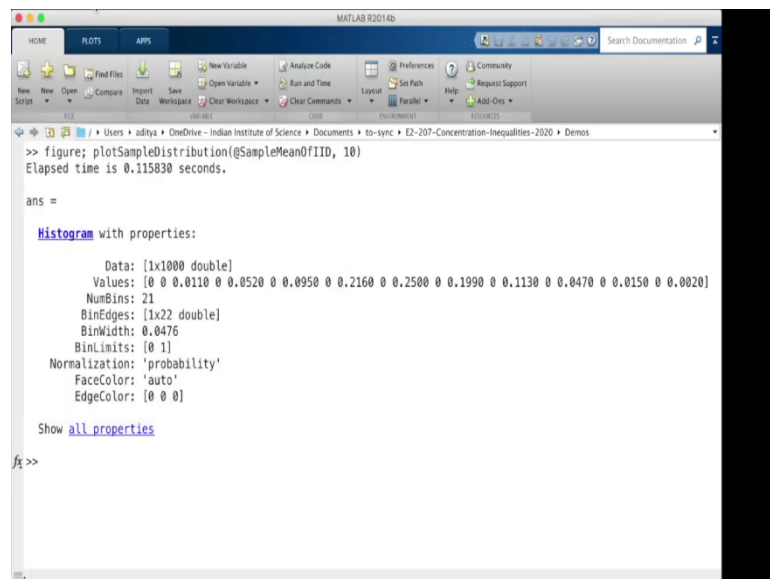 MATLAB R2014b
HOME PLOTS APPS
Search Documentation
New Script
New
Open
Find Files
Compare
Import Data
Save Workspace
New Variable
Open Variable
Clear Workspace
Analyze Code
Run and Time
Clear Commands
Layout
Preferences
Set Path
Parallel
Help
Community
Request Support
Add-Ons
FILE VARIABLE CODE ENVIRONMENT RESOURCES
/ ▸ Users ▸ aditya ▸ OneDrive - Indian Institute of Science ▸ Documents ▸ to-sync ▸ E2-207-Concentration-Inequalities-2020 ▸ Demos
>> figure; plotSampleDistribution(@SampleMeanOfIID, 10)
Elapsed time is 0.115830 seconds.
ans =
Histogram with properties:
Data: [1x1000 double]
Values: [0 0 0.0110 0 0.0520 0 0.0950 0 0.2160 0 0.2500 0 0.1990 0 0.1130 0 0.0470 0 0.0150 0 0.0020]
NumBins: 21
BinEdges: [1x22 double]
BinWidth: 0.0476
BinLimits: [0 1]
Normalization: 'probability'
FaceColor: 'auto'
EdgeColor: [0 0 0]
Show all properties
fx >>